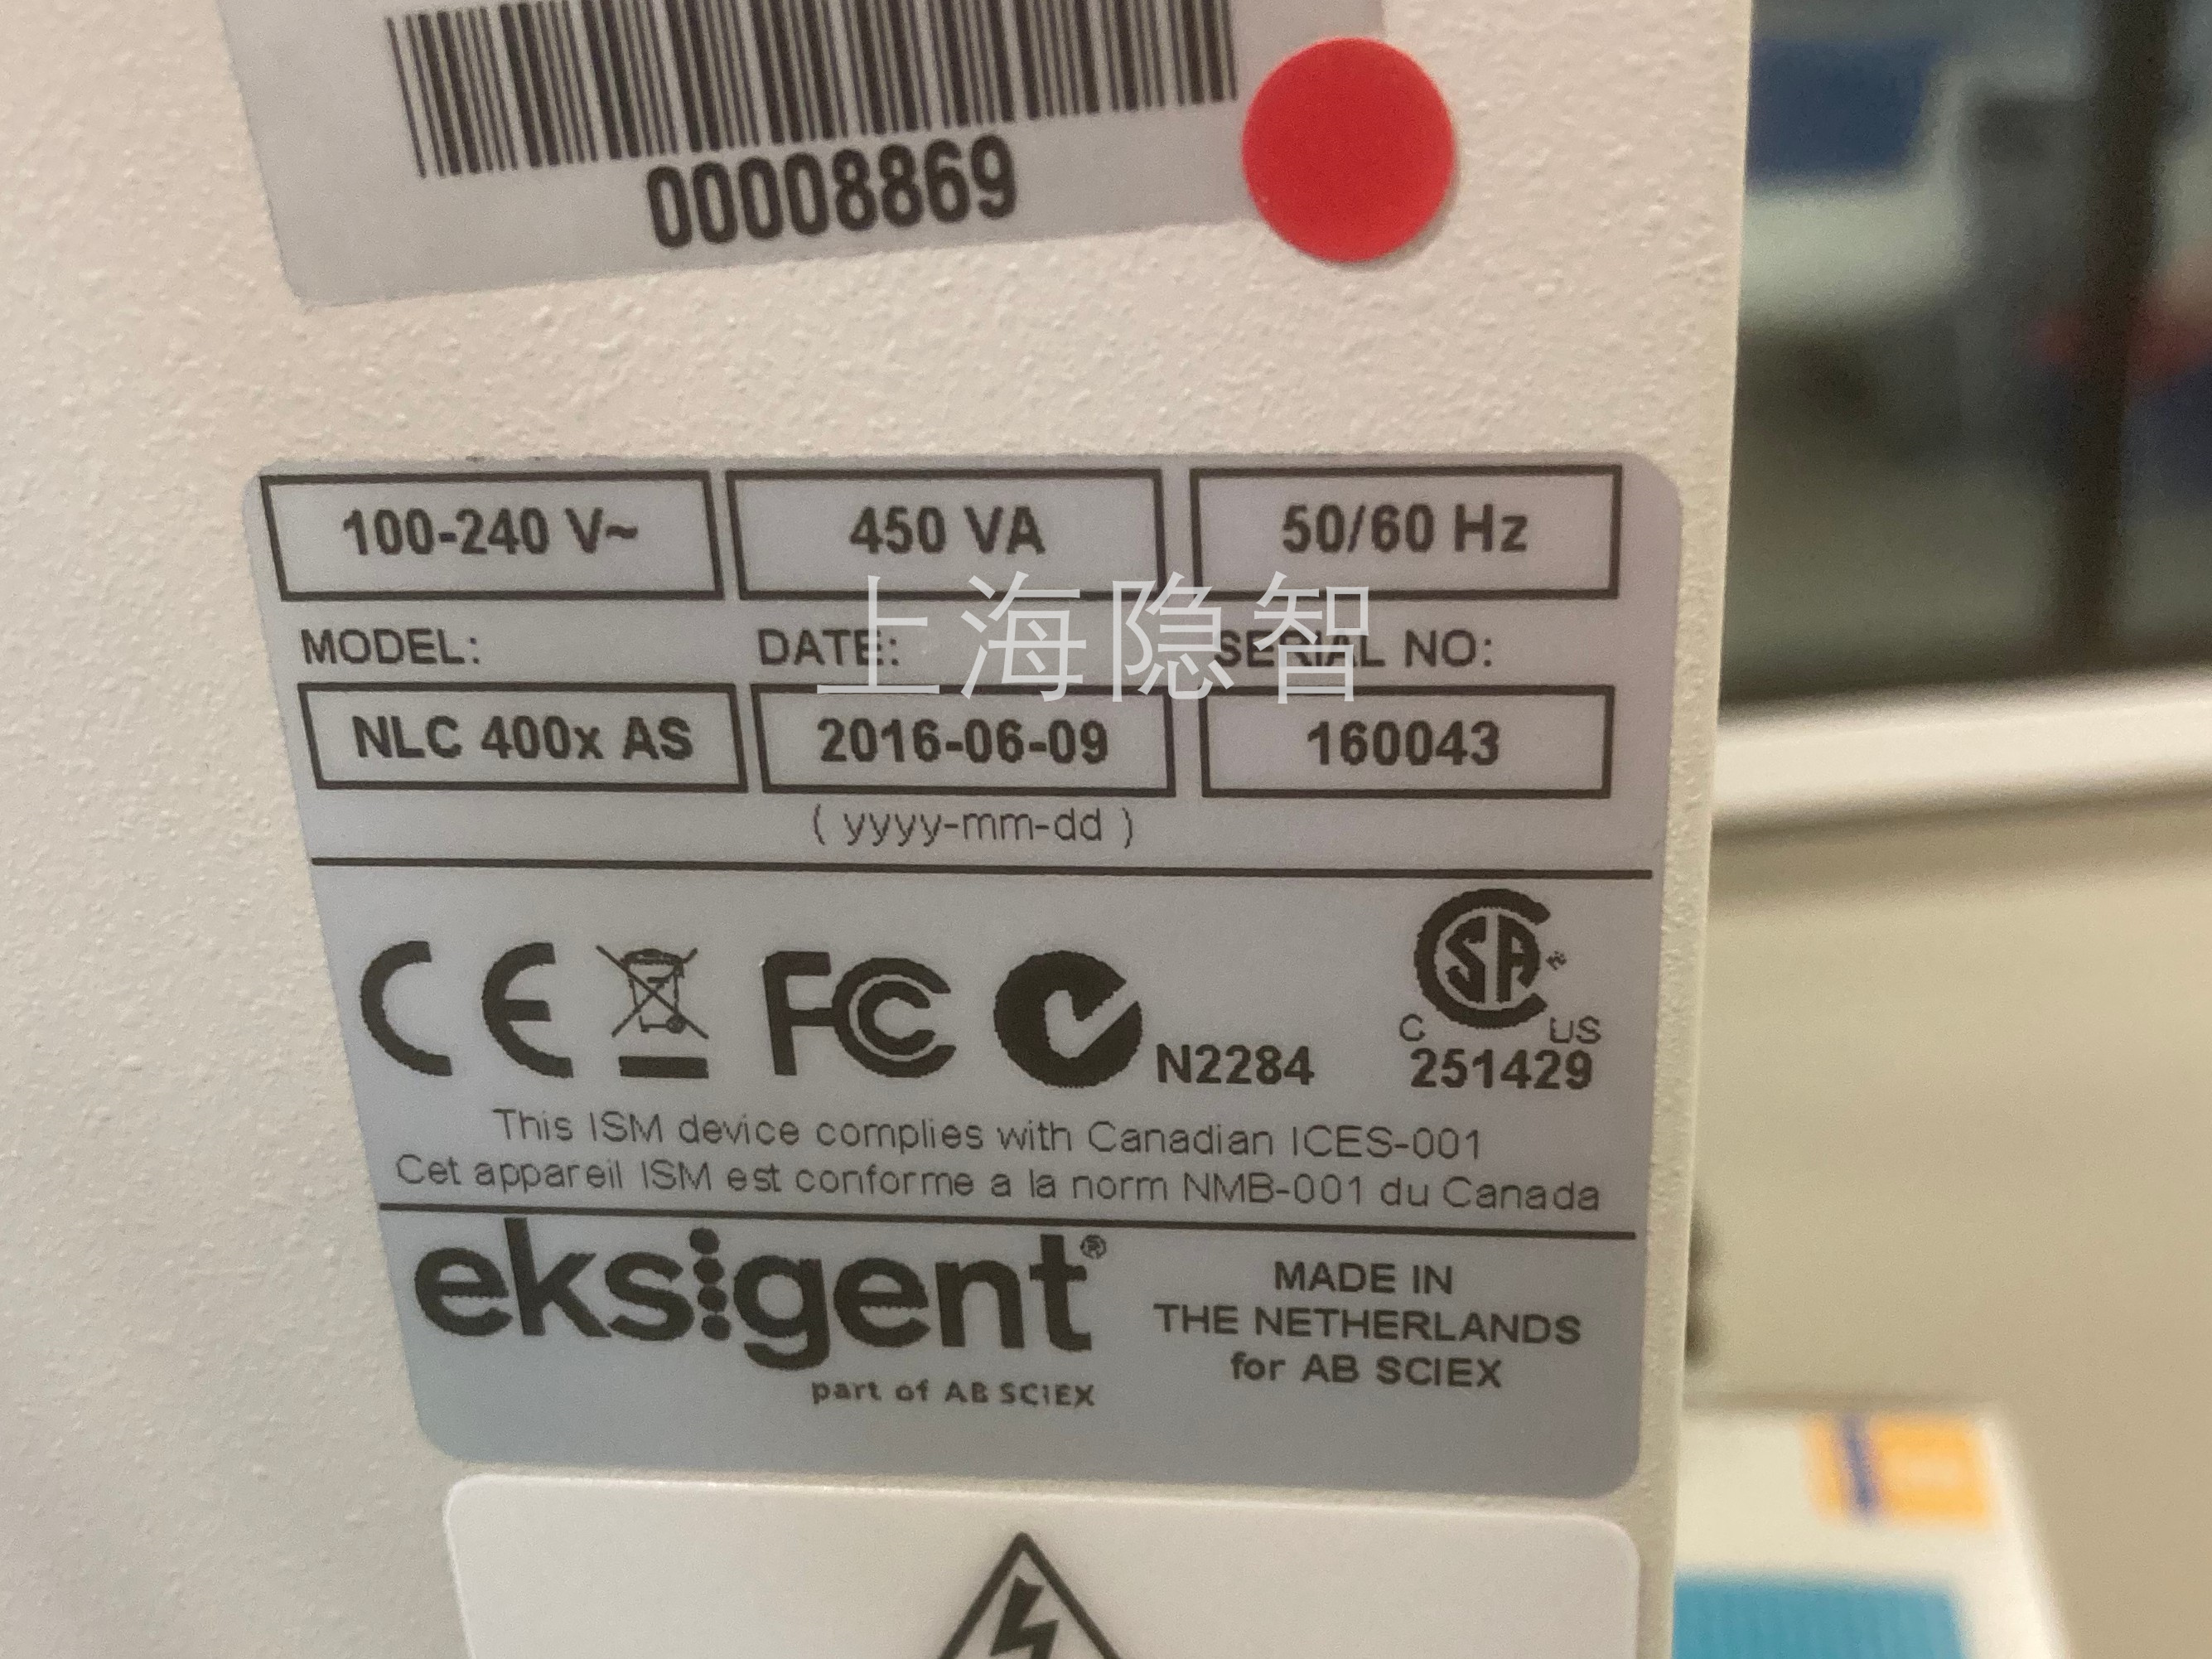 00008869
100-240 V~ 450 VA 50/60 Hz
上海隐智
MODEL: DATE: SERIAL NO:
NLC 400x AS 2016-06-09 160043
( yyyy-mm-dd )
CE FC N2284 CSA® C US
251429
This ISM device complies with Canadian ICES-001
Cet appareil ISM est conforme a la norm NMB-001 du Canada
eksigent®
part of AB SCIEX
MADE IN
THE NETHERLANDS
for AB SCIEX